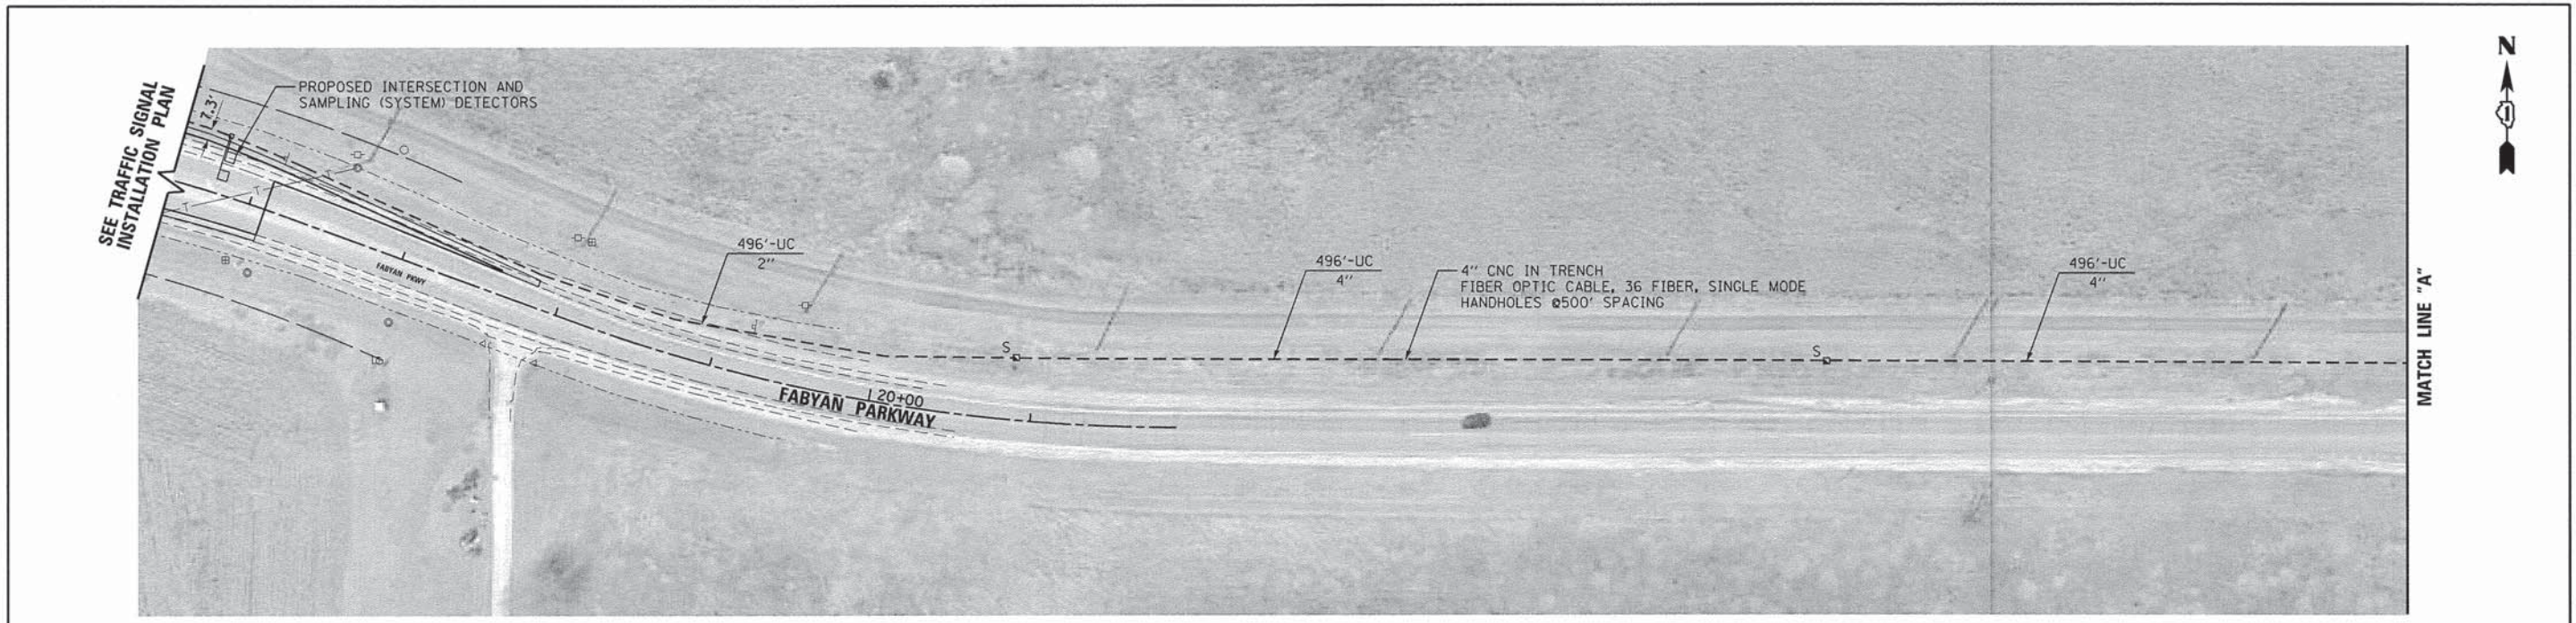 PROPOSED INTERSECTION AND
SAMPLING (SYSTEM) DETECTORS
7.3'
SEE TRAFFIC SIGNAL
INSTALLATION PLAN
T
T
T
FABYAN PKWY
496'-UC
2"
S
20+00
FABYAN PARKWAY
496'-UC
4"
4" CNC IN TRENCH
FIBER OPTIC CABLE, 36 FIBER, SINGLE MODE
HANDHOLES @500' SPACING
S
496'-UC
4"
MATCH LINE "A"
N